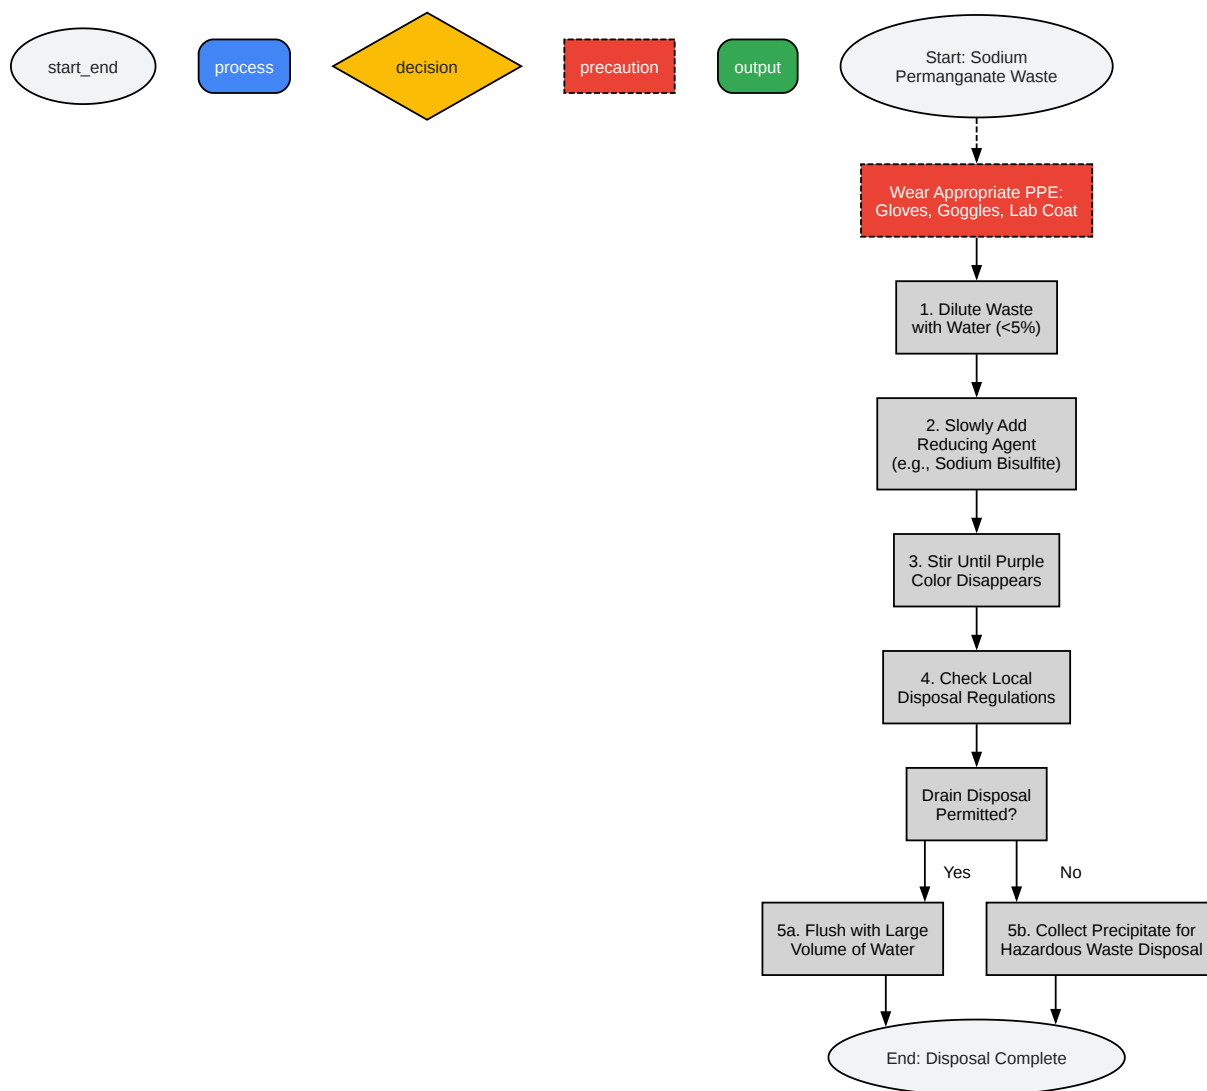 start_end
process
decision
precaution
output
Start: Sodium
Permanganate Waste
Wear Appropriate PPE:
Gloves, Goggles, Lab Coat
1. Dilute Waste
with Water (<5%)
2. Slowly Add
Reducing Agent
(e.g., Sodium Bisulfite)
3. Stir Until Purple
Color Disappears
4. Check Local
Disposal Regulations
Drain Disposal
Permitted?
Yes
No
5a. Flush with Large
Volume of Water
5b. Collect Precipitate for
Hazardous Waste Disposal
End: Disposal Complete